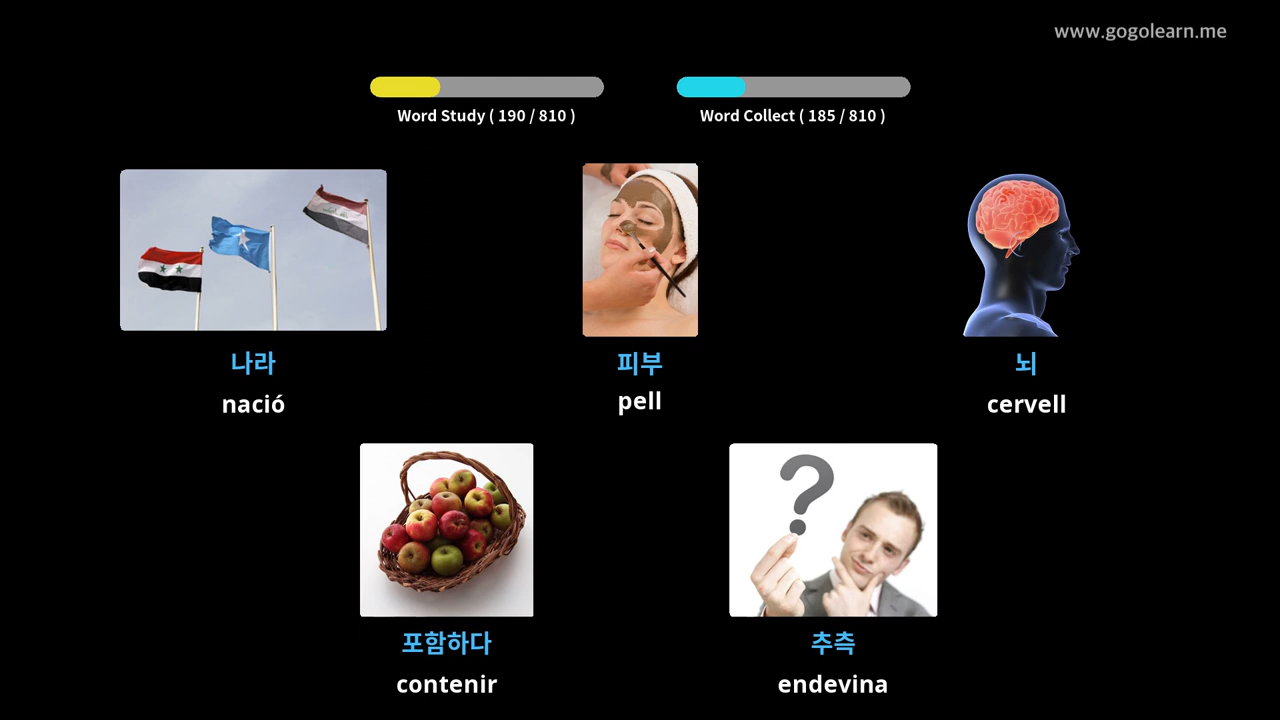 www.gogolearn.me
Word Study ( 190 / 810 )
Word Collect ( 185 / 810 )
나라
nació
피부
pell
뇌
cervell
포함하다
contenir
추측
endevina